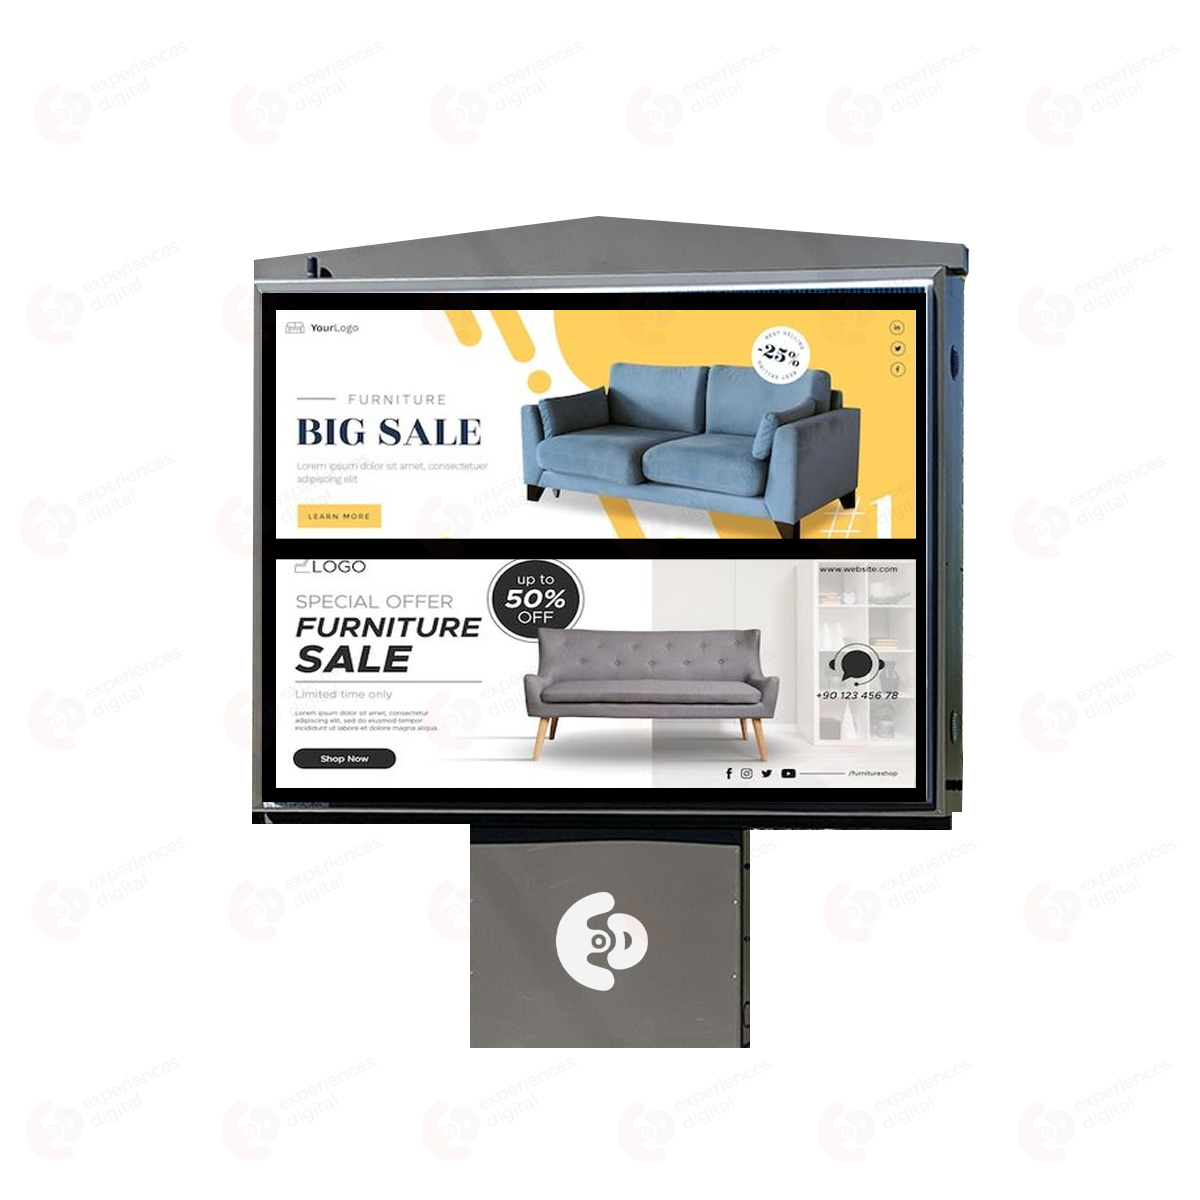 YourLogo
BEST SELLING
-25%
FURNITURE
BIG SALE
Lorem ipsum dolor sit amet, consectetuer
adipiscing elit
LEARN MORE
#1
LOGO
www.website.com
up to
50%
OFF
SPECIAL OFFER
FURNITURE
SALE
Limited time only
Lorem ipsum dolor sit amet, consectetur
adipiscing elit, sed do eiusmod tempor
incididunt ut labore et dolore magna aliqua.
+90 123 456 78
Shop Now
/furnitureshop
experiences.
digital